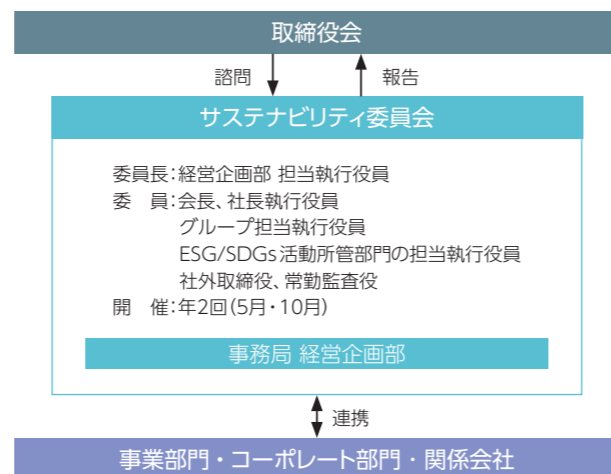 取締役会
諮問
報告
サステナビリティ委員会
委員長:経営企画部 担当執行役員
委　員:会長、社長執行役員
グループ担当執行役員
ESG/SDGs活動所管部門の担当執行役員
社外取締役、常勤監査役
開　催:年2回(5月・10月)
事務局 経営企画部
連携
事業部門・コーポレート部門・関係会社